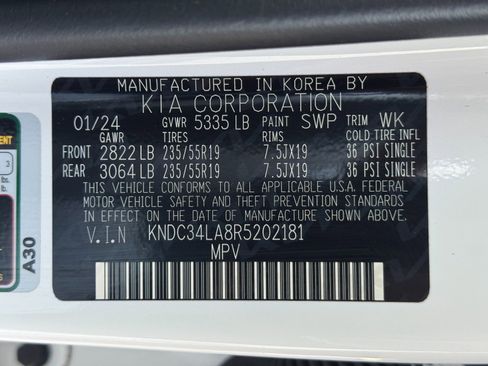 MANUFACTURED IN KOREA BY
KIA CORPORATION
01/24 GVWR 5335 LB PAINT SWP TRIM WK
GAWR TIRES RIMS COLD TIRE INFL
FRONT 2822 LB 235/55R19 7.5JX19 36 PSI SINGLE
REAR 3064 LB 235/55R19 7.5JX19 36 PSI SINGLE
THIS VEHICLE CONFORMS TO ALL APPLICABLE U.S.A. FEDERAL
MOTOR VEHICLE SAFETY AND THEFT PREVENTION STANDARDS
IN EFFECT ON THE DATE OF MANUFACTURE SHOWN ABOVE.
V.I.N KNDC34LA8R5202181
MPV
A30